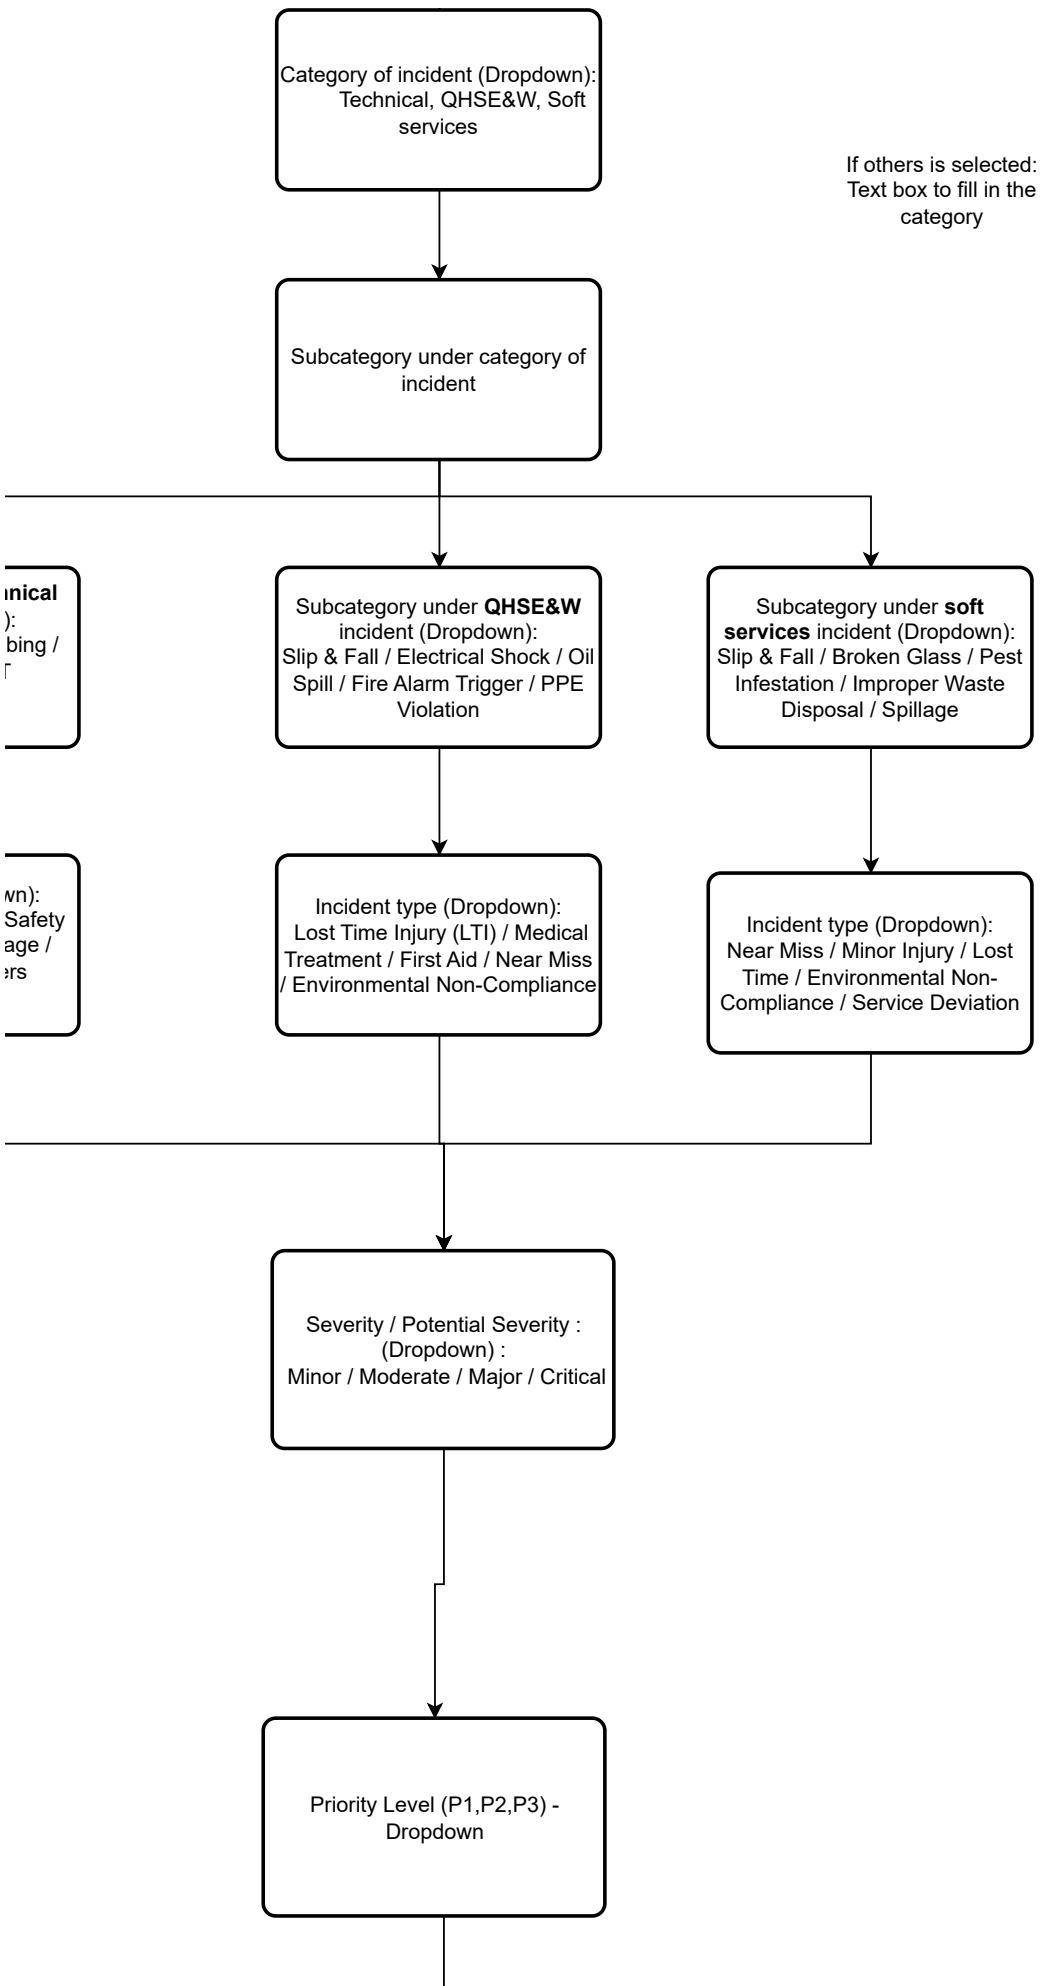 Category of incident (Dropdown):
Technical, QHSE&W, Soft
services
If others is selected:
Text box to fill in the
category
Subcategory under category of
incident
):
/
Subcategory under QHSE&W
incident (Dropdown):
Slip & Fall / Electrical Shock / Oil
Spill / Fire Alarm Trigger / PPE
Violation
Subcategory under soft
services incident (Dropdown):
Slip & Fall / Broken Glass / Pest
Infestation / Improper Waste
Disposal / Spillage
Safety
/
Incident type (Dropdown):
Lost Time Injury (LTI) / Medical
Treatment / First Aid / Near Miss
/ Environmental Non-Compliance
Incident type (Dropdown):
Near Miss / Minor Injury / Lost
Time / Environmental Non-
Compliance / Service Deviation
Severity / Potential Severity :
(Dropdown) :
Minor / Moderate / Major / Critical
Priority Level (P1,P2,P3) -
Dropdown